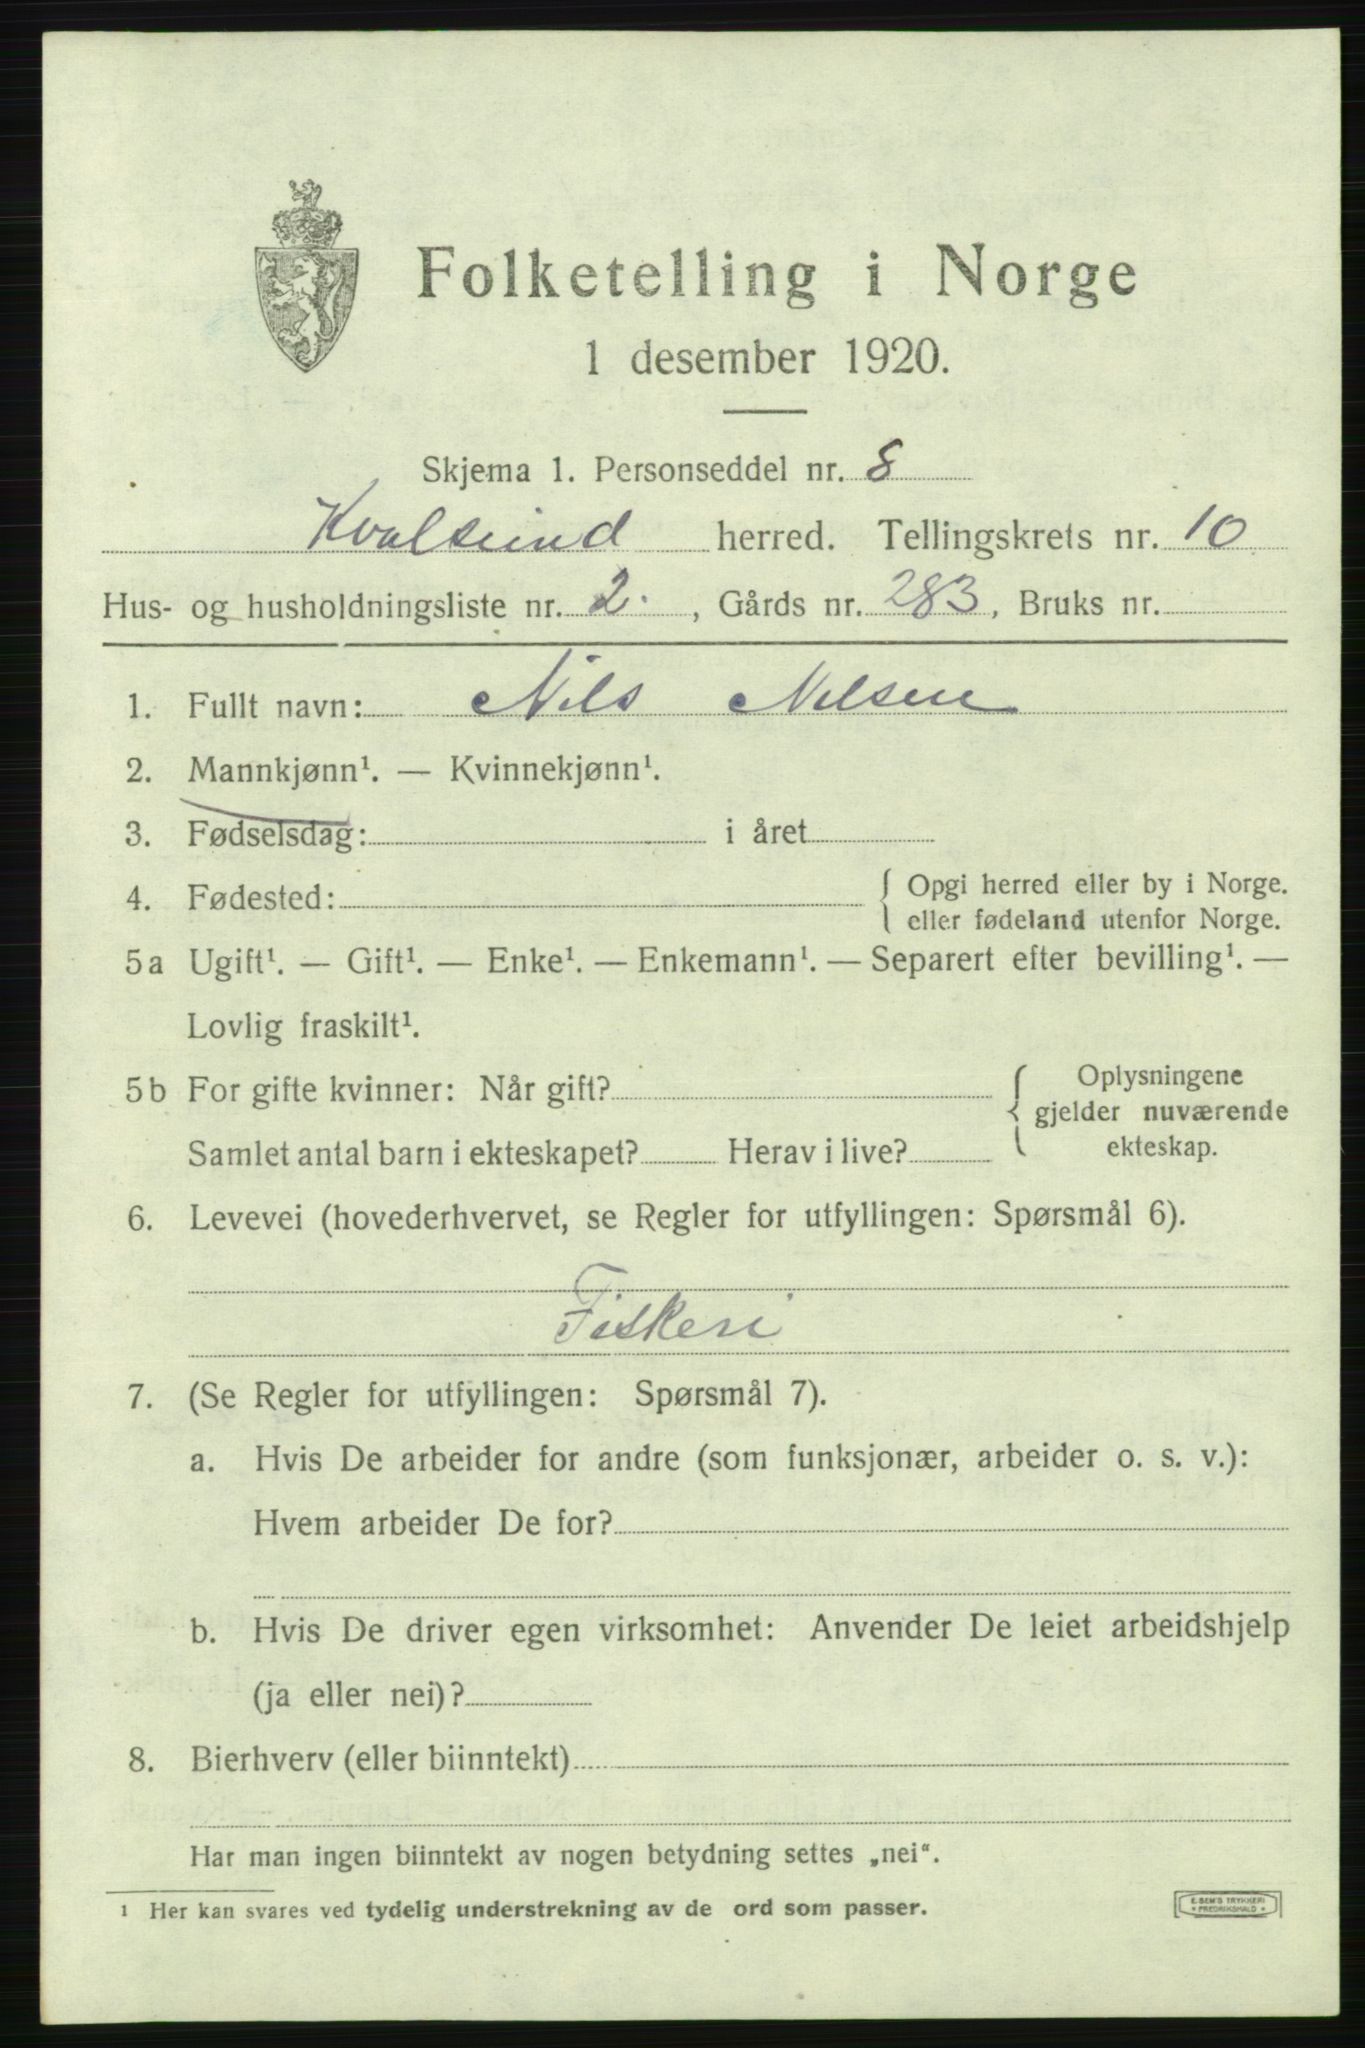 Folketelling i Norge
1 desember 1920.
Skjema 1. Personseddel nr. 8
Kvalsund herred. Tellingskrets nr. 10
Hus- og husholdningsliste nr. 2. , Gårds nr. 283, Bruks nr.
1. Fullt navn: Nils Nilsen
2. Mannkjønn¹. — Kvinnekjønn¹.
3. Fødselsdag: i året
4. Fødested: { Opgi herred eller by i Norge.
eller fødeland utenfor Norge.
5a Ugift¹. — Gift¹. — Enke¹. — Enkemann¹. — Separert efter bevilling¹. —
Lovlig fraskilt¹.
5b For gifte kvinner: Når gift? { Oplysningene
gjelder nuværende
Samlet antal barn i ekteskapet? Herav i live? ekteskap.
6. Levevei (hovederhvervet, se Regler for utfyllingen: Spørsmål 6).
Fiskeri
7. (Se Regler for utfyllingen: Spørsmål 7).
a. Hvis De arbeider for andre (som funksjonær, arbeider o. s. v.):
Hvem arbeider De for?
b. Hvis De driver egen virksomhet: Anvender De leiet arbeidshjelp
(ja eller nei)?
8. Bierhverv (eller biinntekt)
Har man ingen biinntekt av nogen betydning settes „nei“.
¹ Her kan svares ved tydelig understrekning av de ord som passer.
E. SEM'S TRYKKERI
• FREDRIKSHALD •